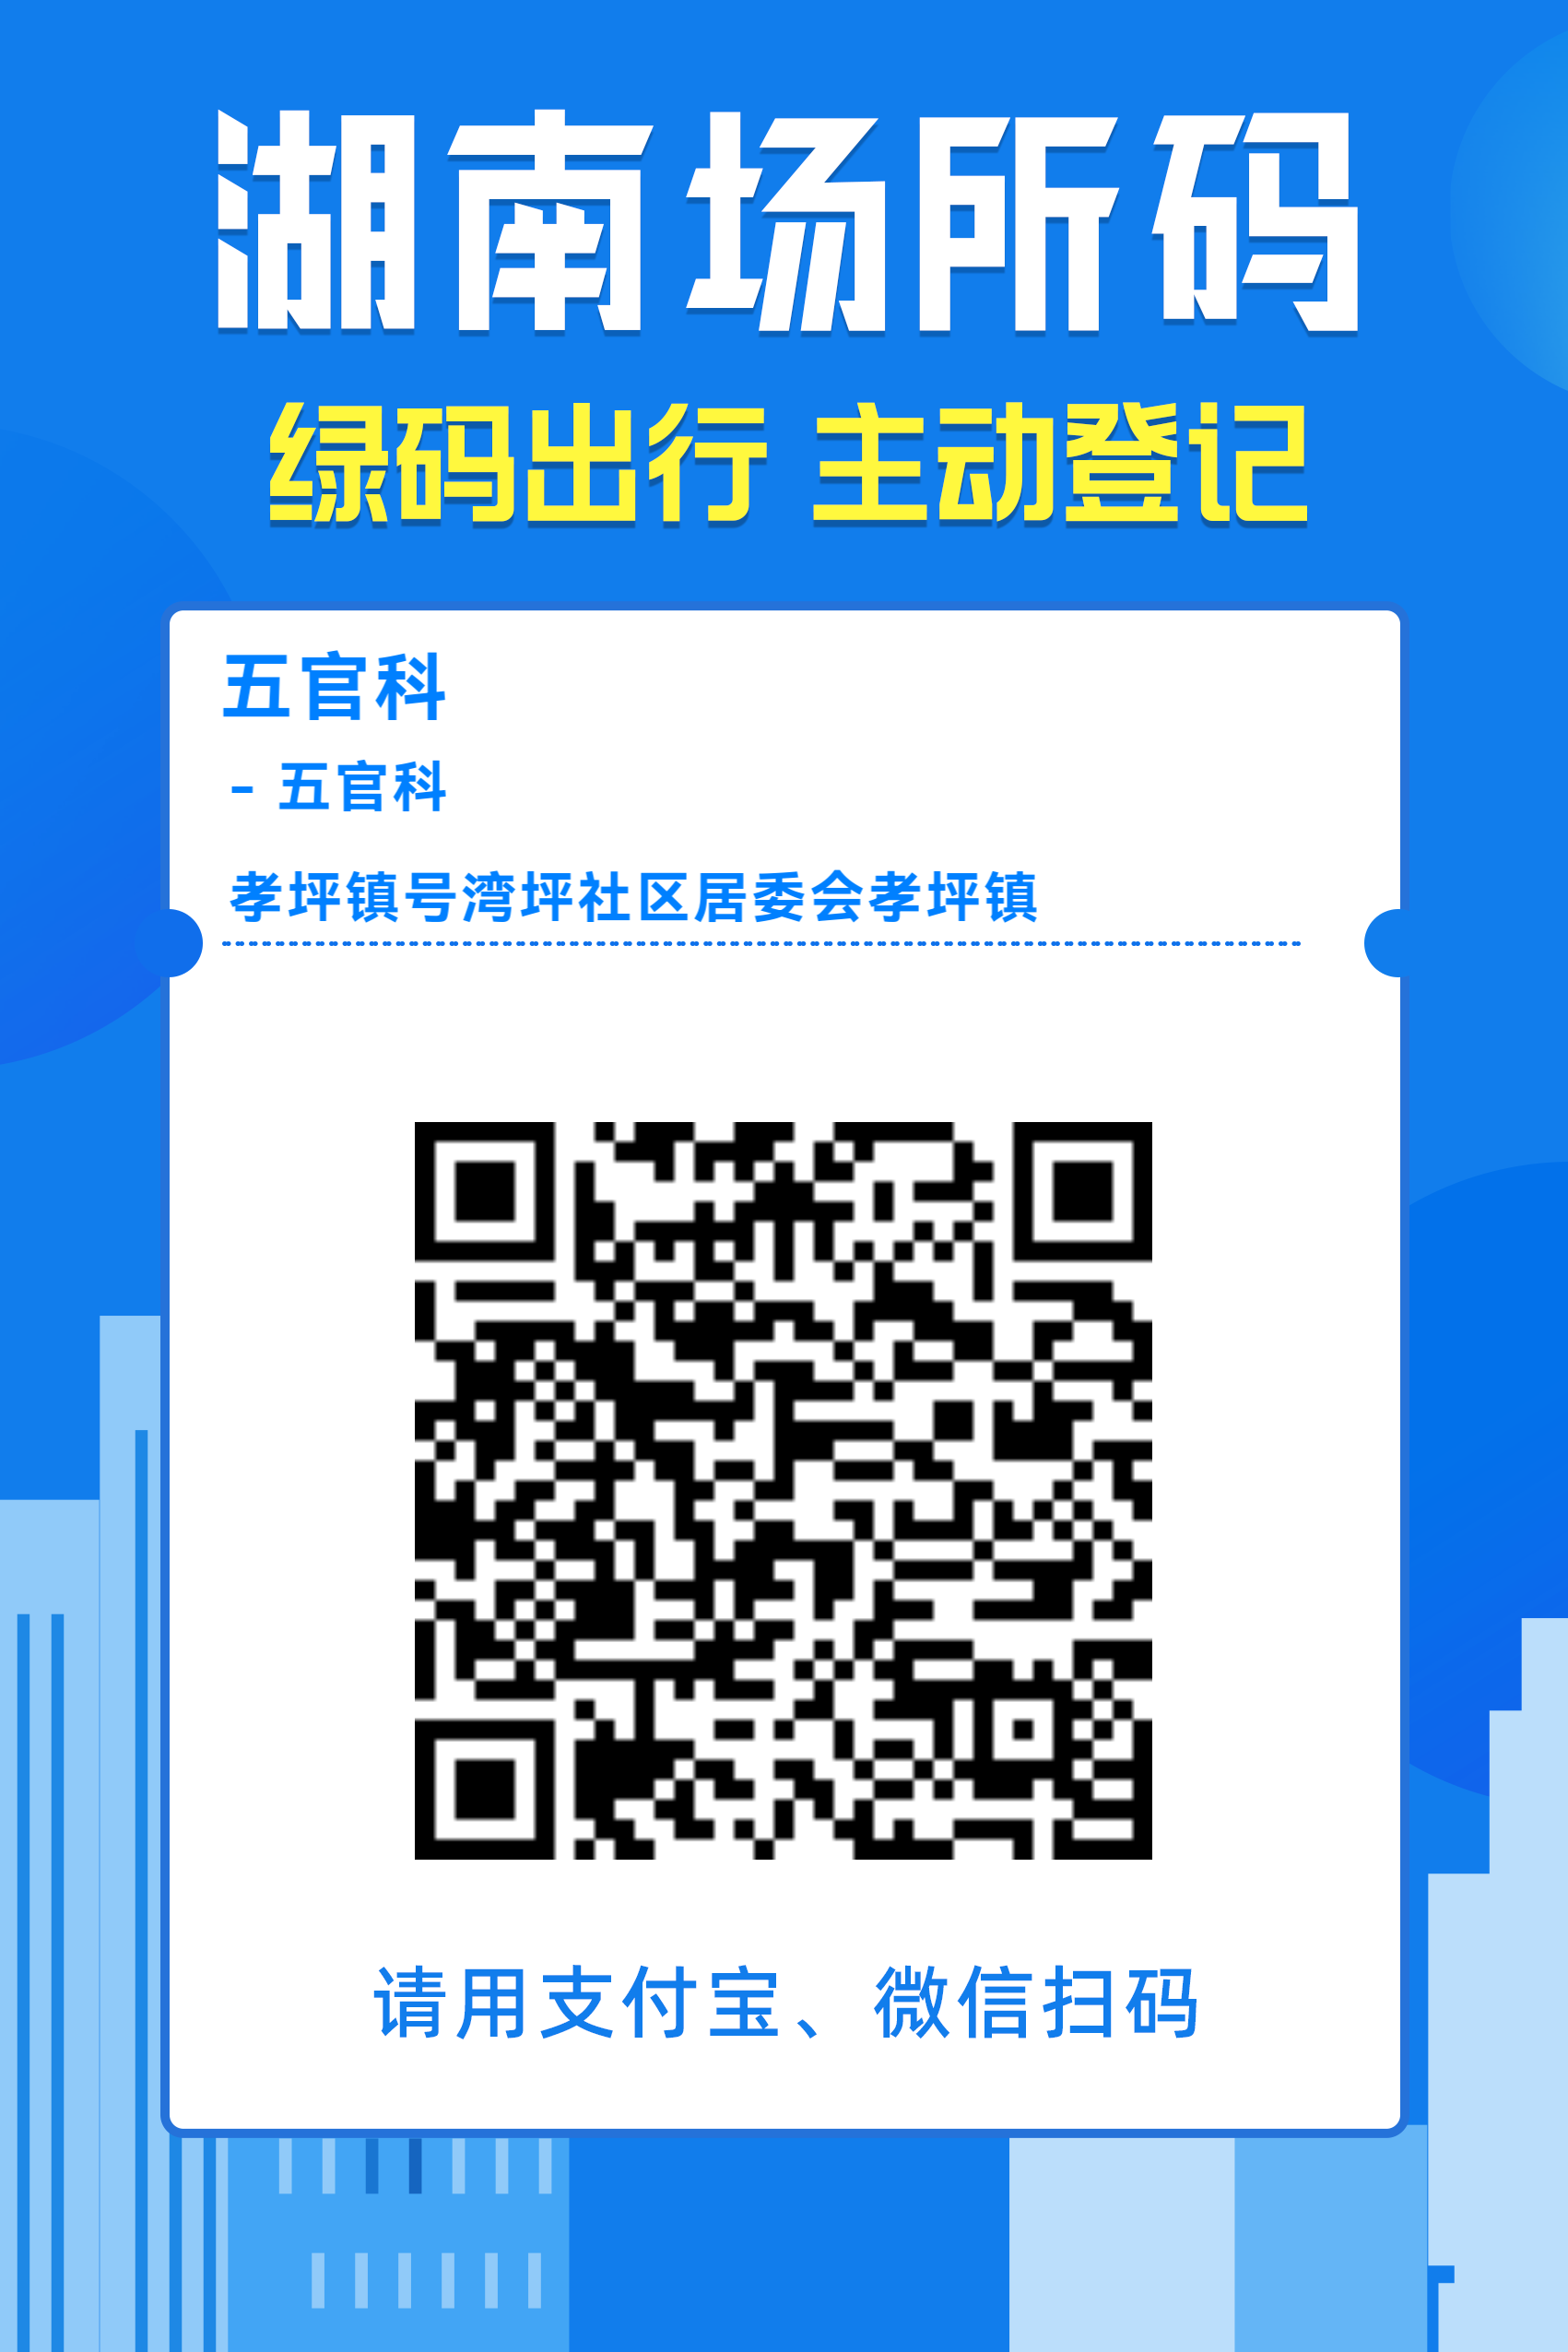 湖南场所码
绿码出行 主动登记
五官科
- 五官科
孝坪镇号湾坪社区居委会孝坪镇
请用支付宝、微信扫码